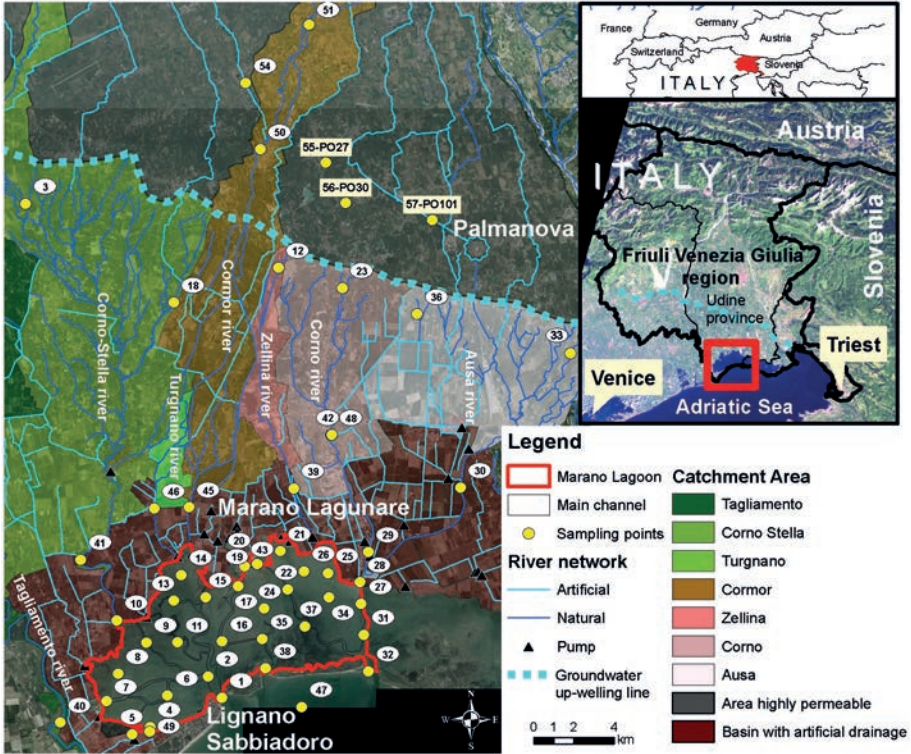 51
54
50
55-PO27
3
56-PO30
57-PO101
Palmanova
12
23
18
36
33
Corno-Stella river
Turgnano river
Cormor river
Zellina river
Corno river
Ausa river
42 48
39
30
46 45
Marano Lagunare
41
20
21
29
14
19
43
26
25
28
13
15
22
27
10
24
17
37
34
31
9
11
16
35
8
2
38
32
7
6
1
47
40
5
4
49
Tagliamento river
Lignano
Sabbiadoro
N
W E
S
France
Germany
Austria
Switzerland
Slovenia
ITALY
Austria
ITALY
Slovenia
Friuli Venezia Giulia
region
Udine
province
Triest
Venice
Adriatic Sea
Legend
Marano Lagoon
Main channel
Sampling points
River network
Artificial
Natural
Pump
Groundwater
up-welling line
0 2 4
km
Catchment Area
Tagliamento
Corno Stella
Turgnano
Cormor
Zellina
Corno
Ausa
Area highly permeable
Basin with artificial drainage